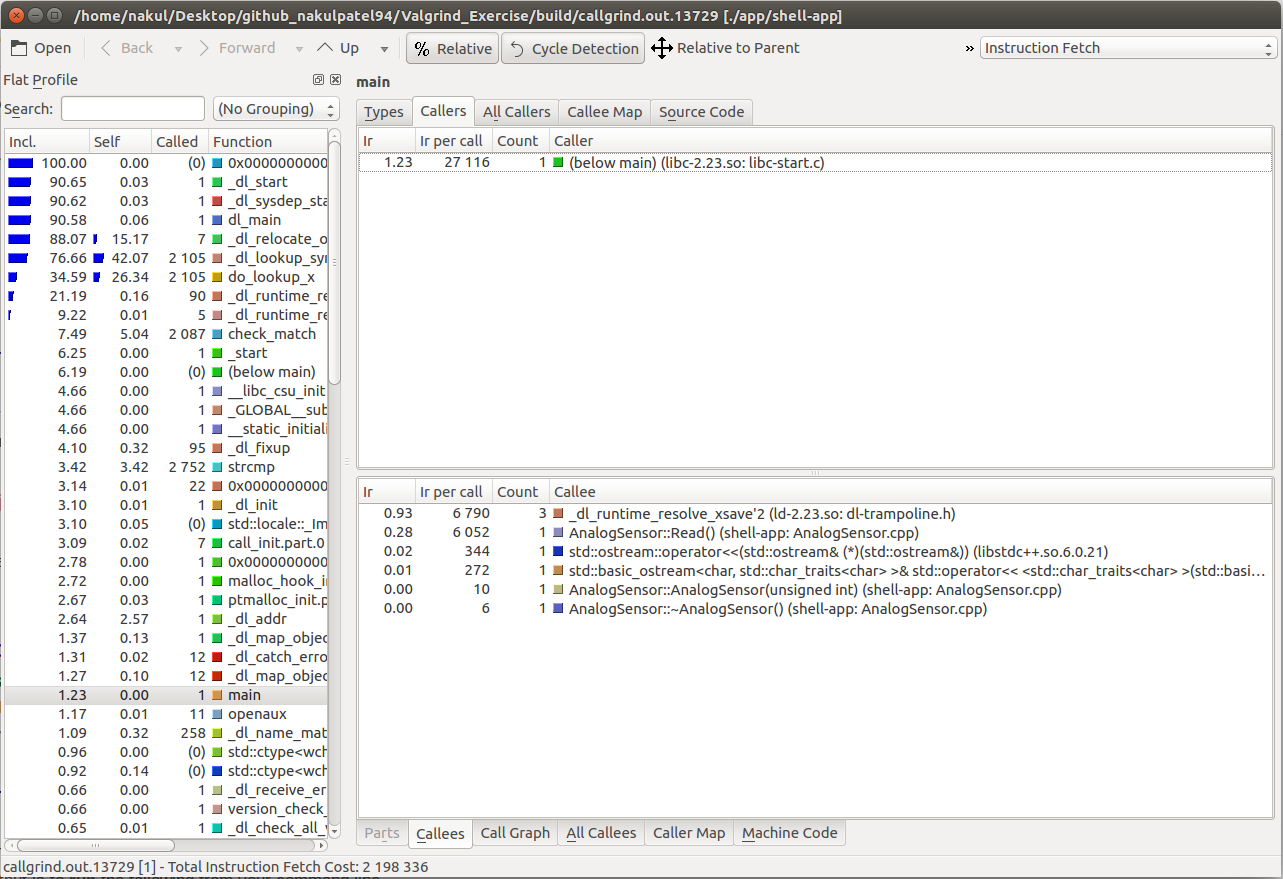 /home/nakul/Desktop/github_nakulpatel94/Valgrind_Exercise/build/callgrind.out.13729 [./app/shell-app]
Open Back Forward Up % Relative Cycle Detection Relative to Parent » Instruction Fetch
Flat Profile
Search: (No Grouping)
Incl. Self Called Function
100.00 0.00 (0) 0x0000000000
90.65 0.03 1 _dl_start
90.62 0.03 1 _dl_sysdep_sta
90.58 0.06 1 dl_main
88.07 15.17 7 _dl_relocate_o
76.66 42.07 2 105 _dl_lookup_syr
34.59 26.34 2 105 do_lookup_x
21.19 0.16 90 _dl_runtime_re
9.22 0.01 5 _dl_runtime_re
7.49 5.04 2 087 check_match
6.25 0.00 1 _start
6.19 0.00 (0) (below main)
4.66 0.00 1 __libc_csu_init
4.66 0.00 1 _GLOBAL__sub
4.66 0.00 1 __static_initiali
4.10 0.32 95 _dl_fixup
3.42 3.42 2 752 strcmp
3.14 0.01 22 0x0000000000
3.10 0.01 1 _dl_init
3.10 0.05 (0) std::locale::_Im
3.09 0.02 7 call_init.part.0
2.78 0.00 1 0x0000000000
2.72 0.00 1 malloc_hook_i
2.67 0.03 1 ptmalloc_init.p
2.64 2.57 1 _dl_addr
1.37 0.13 1 _dl_map_objec
1.31 0.02 12 _dl_catch_erro
1.27 0.10 12 _dl_map_objec
1.23 0.00 1 main
1.17 0.01 11 openaux
1.09 0.32 258 _dl_name_mat
0.96 0.00 (0) std::ctype<wch
0.92 0.14 (0) std::ctype<wch
0.66 0.00 1 _dl_receive_er
0.66 0.00 1 version_check_
0.65 0.01 1 _dl_check_all_
main
Types Callers All Callers Callee Map Source Code
Ir Ir per call Count Caller
1.23 27 116 1 (below main) (libc-2.23.so: libc-start.c)
Ir Ir per call Count Callee
0.93 6 790 3 _dl_runtime_resolve_xsave'2 (ld-2.23.so: dl-trampoline.h)
0.28 6 052 1 AnalogSensor::Read() (shell-app: AnalogSensor.cpp)
0.02 344 1 std::ostream::operator<<(std::ostream& (*)(std::ostream&)) (libstdc++.so.6.0.21)
0.01 272 1 std::basic_ostream<char, std::char_traits<char> >& std::operator<< <std::char_traits<char> >(std::basi...
0.00 10 1 AnalogSensor::AnalogSensor(unsigned int) (shell-app: AnalogSensor.cpp)
0.00 6 1 AnalogSensor::~AnalogSensor() (shell-app: AnalogSensor.cpp)
Parts Callees Call Graph All Callees Caller Map Machine Code
callgrind.out.13729 [1] - Total Instruction Fetch Cost: 2 198 336